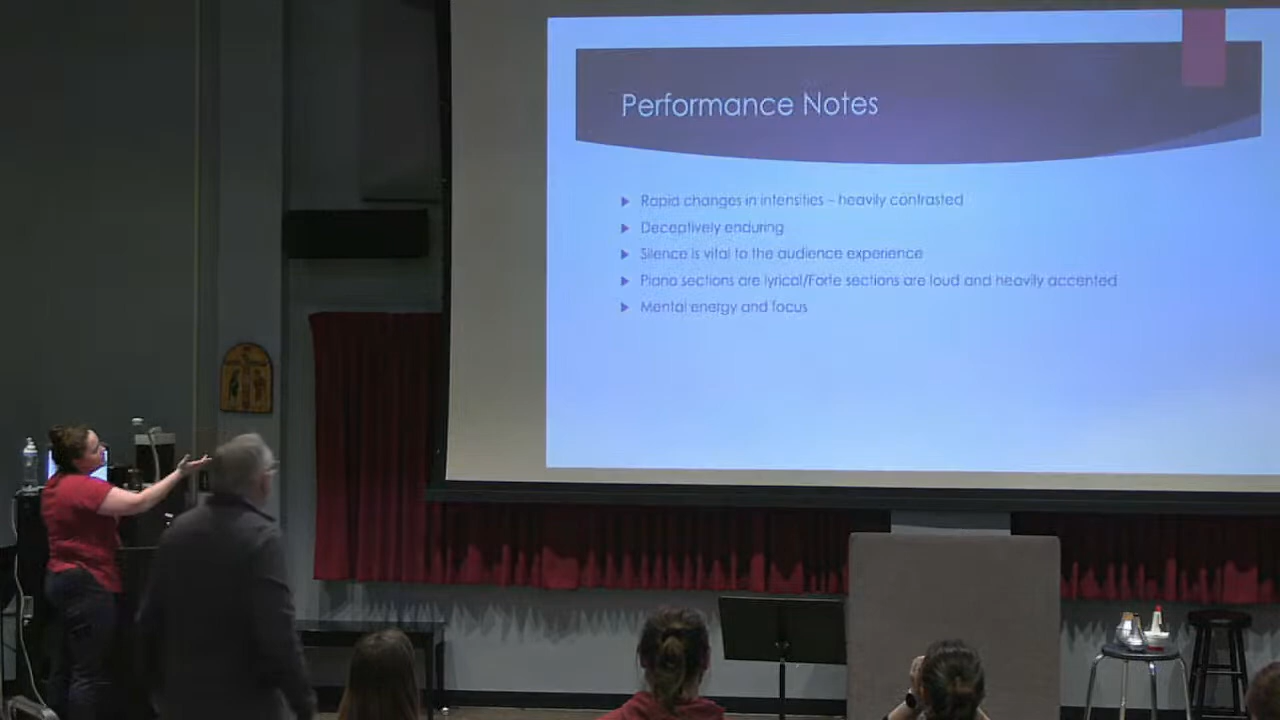 Performance Notes
Rapid changes in intensities – heavily contrasted
Deceptively enduring
Silence is vital to the audience experience
Piano sections are lyrical/Forte sections are loud and heavily accented
Mental energy and focus